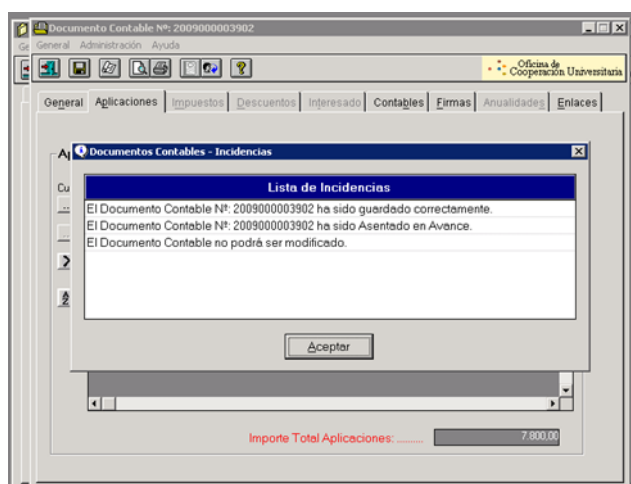 Documento Contable Nº: 2009000003902
General Administración Ayuda
Oficina de
Cooperación Universitaria
General Aplicaciones Impuestos Descuentos Interesado Contables Firmas Anualidades Enlaces
Documentos Contables - Incidencias
Lista de Incidencias
El Documento Contable Nº: 2009000003902 ha sido guardado correctamente.
El Documento Contable Nº: 2009000003902 ha sido Asentado en Avance.
El Documento Contable no podrá ser modificado.
Aceptar
Importe Total Aplicaciones: .........
7.800,00